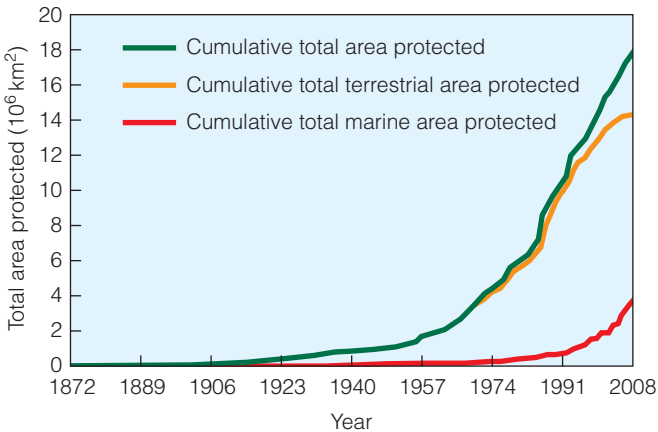 Total area protected (10⁶ km²)
20
18
16
14
12
10
8
6
4
2
0
Cumulative total area protected
Cumulative total terrestrial area protected
Cumulative total marine area protected
1872 1889 1906 1923 1940 1957 1974 1991 2008
Year